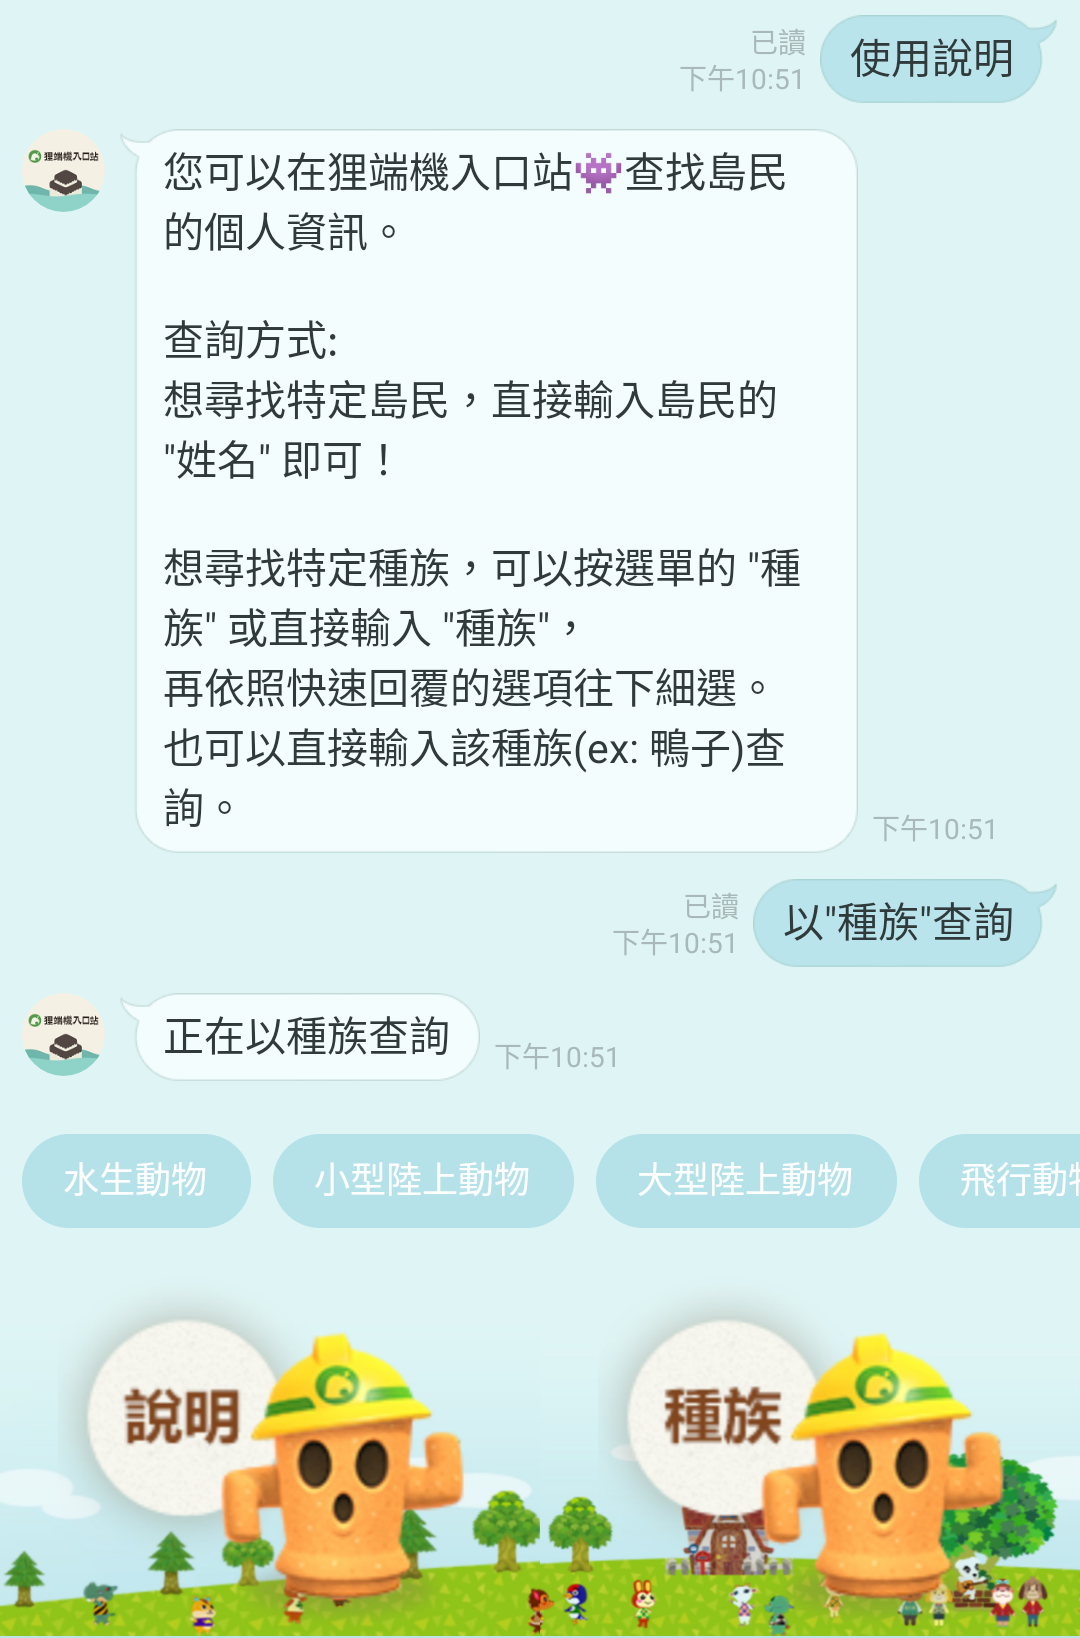 已讀
下午10:51
使用說明
狸端機入口站
您可以在狸端機入口站👾查找島民
的個人資訊。
查詢方式:
想尋找特定島民，直接輸入島民的
"姓名" 即可！
想尋找特定種族，可以按選單的 "種
族" 或直接輸入 "種族"，
再依照快速回覆的選項往下細選。
也可以直接輸入該種族(ex: 鴨子)查
詢。
下午10:51
已讀
下午10:51
以"種族"查詢
狸端機入口站
正在以種族查詢
下午10:51
水生動物
小型陸上動物
大型陸上動物
飛行動物
說明
種族